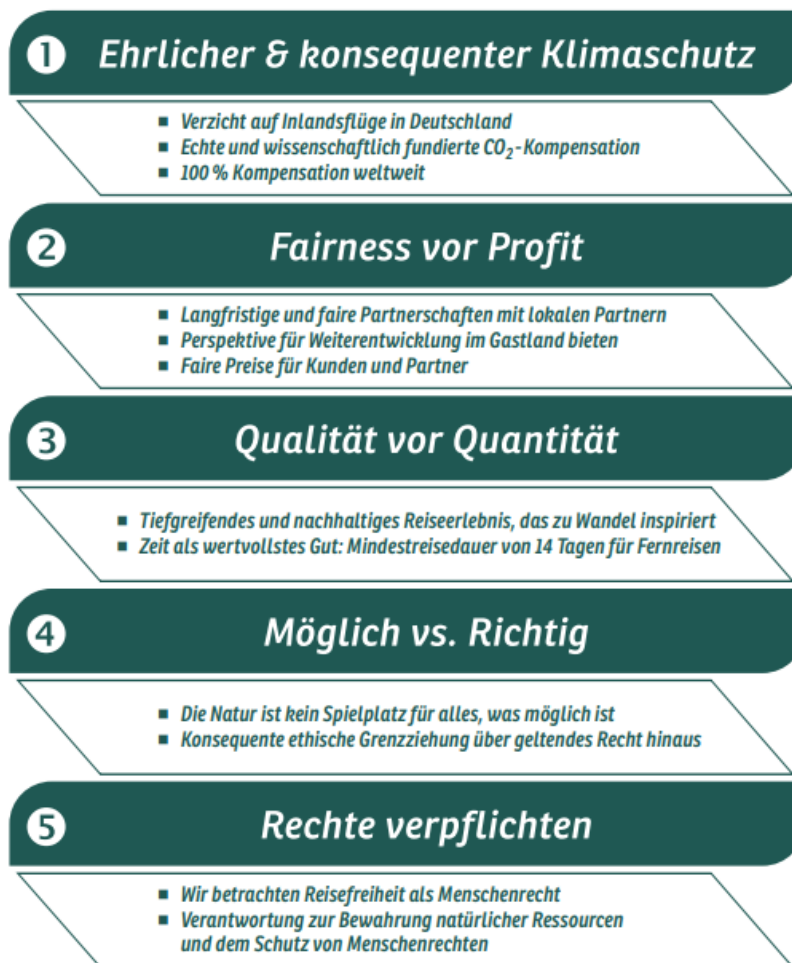 1 Ehrlicher & konsequenter Klimaschutz
■ Verzicht auf Inlandsflüge in Deutschland
■ Echte und wissenschaftlich fundierte CO₂-Kompensation
■ 100 % Kompensation weltweit
2 Fairness vor Profit
■ Langfristige und faire Partnerschaften mit lokalen Partnern
■ Perspektive für Weiterentwicklung im Gastland bieten
■ Faire Preise für Kunden und Partner
3 Qualität vor Quantität
■ Tiefgreifendes und nachhaltiges Reiseerlebnis, das zu Wandel inspiriert
■ Zeit als wertvollstes Gut: Mindestreisedauer von 14 Tagen für Fernreisen
4 Möglich vs. Richtig
■ Die Natur ist kein Spielplatz für alles, was möglich ist
■ Konsequente ethische Grenzziehung über geltendes Recht hinaus
5 Rechte verpflichten
■ Wir betrachten Reisefreiheit als Menschenrecht
■ Verantwortung zur Bewahrung natürlicher Ressourcen
und dem Schutz von Menschenrechten